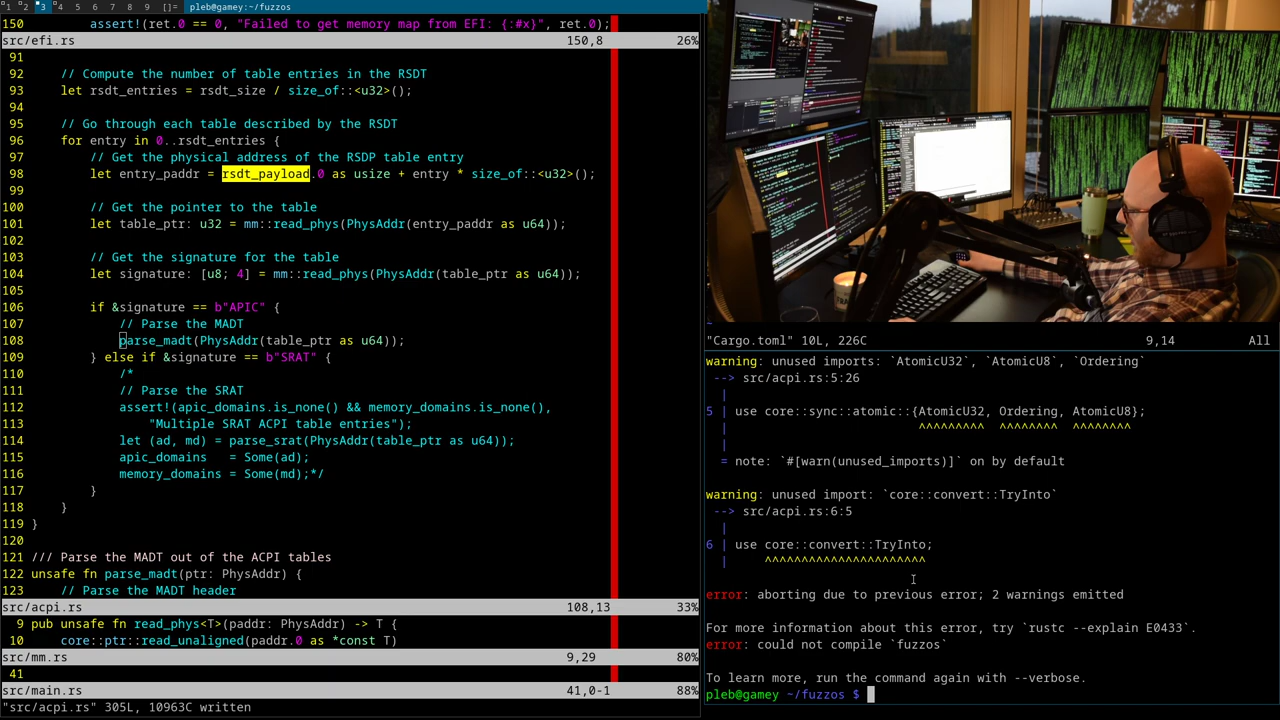 1 2 3 4 5 6 7 8 9 []= pleb@gamey:~/fuzzos
150 assert!(ret.0 == 0, "Failed to get memory map from EFI: {:#x}", ret.0);
src/efi.rs 150,8 26%
91
92 // Compute the number of table entries in the RSDT
93 let rsdt_entries = rsdt_size / size_of::<u32>();
94
95 // Go through each table described by the RSDT
96 for entry in 0..rsdt_entries {
97 // Get the physical address of the RSDP table entry
98 let entry_paddr = rsdt_payload.0 as usize + entry * size_of::<u32>();
99
100 // Get the pointer to the table
101 let table_ptr: u32 = mm::read_phys(PhysAddr(entry_paddr as u64));
102
103 // Get the signature for the table
104 let signature: [u8; 4] = mm::read_phys(PhysAddr(table_ptr as u64));
105
106 if &signature == b"APIC" {
107 // Parse the MADT
108 parse_madt(PhysAddr(table_ptr as u64));
109 } else if &signature == b"SRAT" {
110 /*
111 // Parse the SRAT
112 assert!(apic_domains.is_none() && memory_domains.is_none(),
113 "Multiple SRAT ACPI table entries");
114 let (ad, md) = parse_srat(PhysAddr(table_ptr as u64));
115 apic_domains = Some(ad);
116 memory_domains = Some(md);*/
117 }
118 }
119 }
120
121 /// Parse the MADT out of the ACPI tables
122 unsafe fn parse_madt(ptr: PhysAddr) {
123 // Parse the MADT header
src/acpi.rs 108,13 33%
9 pub unsafe fn read_phys<T>(paddr: PhysAddr) -> T {
10 core::ptr::read_unaligned(paddr.0 as *const T)
src/mm.rs 9,29 80%
41
src/main.rs 41,0-1 88%
"src/acpi.rs" 305L, 10963C written
"Cargo.toml" 10L, 226C 9,14 All
warning: unused imports: `AtomicU32`, `AtomicU8`, `Ordering`
--> src/acpi.rs:5:26
|
5 | use core::sync::atomic::{AtomicU32, Ordering, AtomicU8};
| ^^^^^^^^^ ^^^^^^^^ ^^^^^^^^
|
= note: `#[warn(unused_imports)]` on by default
warning: unused import: `core::convert::TryInto`
--> src/acpi.rs:6:5
|
6 | use core::convert::TryInto;
| ^^^^^^^^^^^^^^^^^^^^^^
error: aborting due to previous error; 2 warnings emitted
For more information about this error, try `rustc --explain E0433`.
error: could not compile `fuzzos`
To learn more, run the command again with --verbose.
pleb@gamey ~/fuzzos $